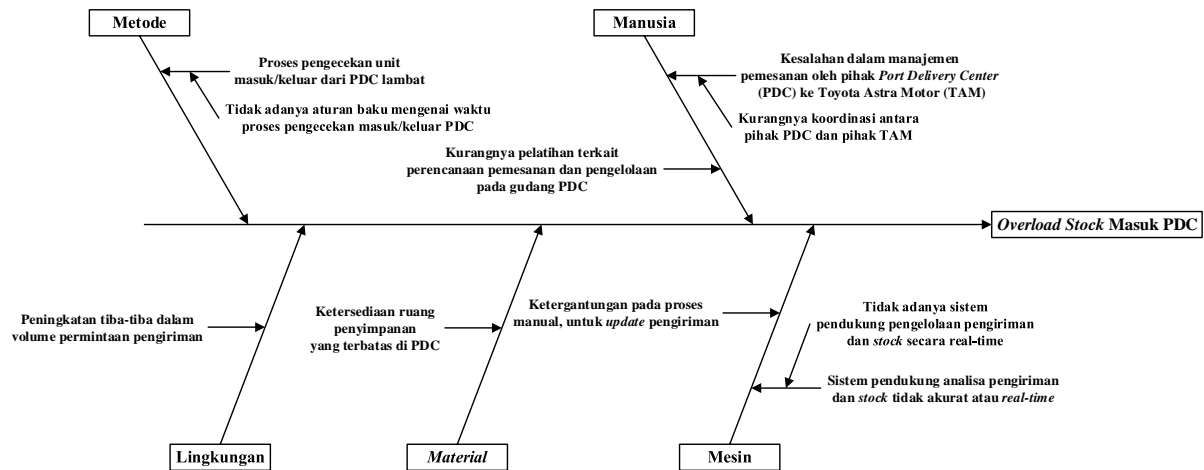 Metode
Manusia
Proses pengecekan unit
masuk/keluar dari PDC lambat
Tidak adanya aturan baku mengenai waktu
proses pengecekan masuk/keluar PDC
Kesalahan dalam manajemen
pemesanan oleh pihak Port Delivery Center
(PDC) ke Toyota Astra Motor (TAM)
Kurangnya koordinasi antara
pihak PDC dan pihak TAM
Kurangnya pelatihan terkait
perencanaan pemesanan dan pengelolaan
pada gudang PDC
Overload Stock Masuk PDC
Peningkatan tiba-tiba dalam
volume permintaan pengiriman
Ketersediaan ruang
penyimpanan
yang terbatas di PDC
Ketergantungan pada proses
manual, untuk update pengiriman
Tidak adanya sistem
pendukung pengelolaan pengiriman
dan stock secara real-time
Sistem pendukung analisa pengiriman
dan stock tidak akurat atau real-time
Lingkungan
Material
Mesin